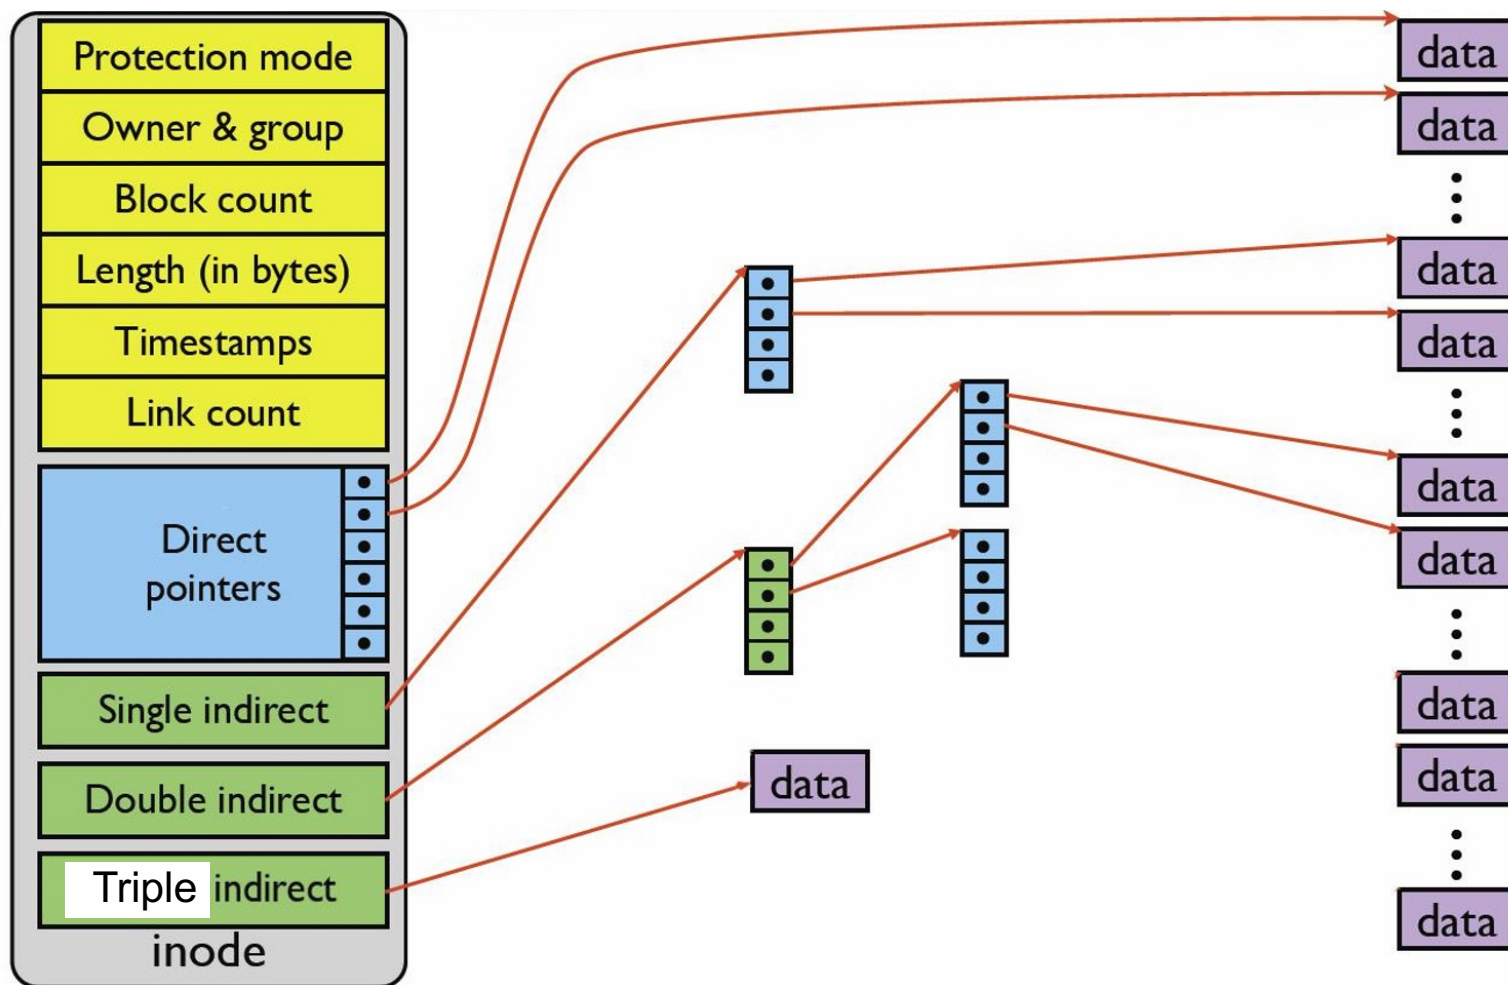 Protection mode
Owner & group
Block count
Length (in bytes)
Timestamps
Link count
Direct
pointers
Single indirect
Double indirect
Triple indirect
inode
data
data
data
data
data
data
data
data
data
data